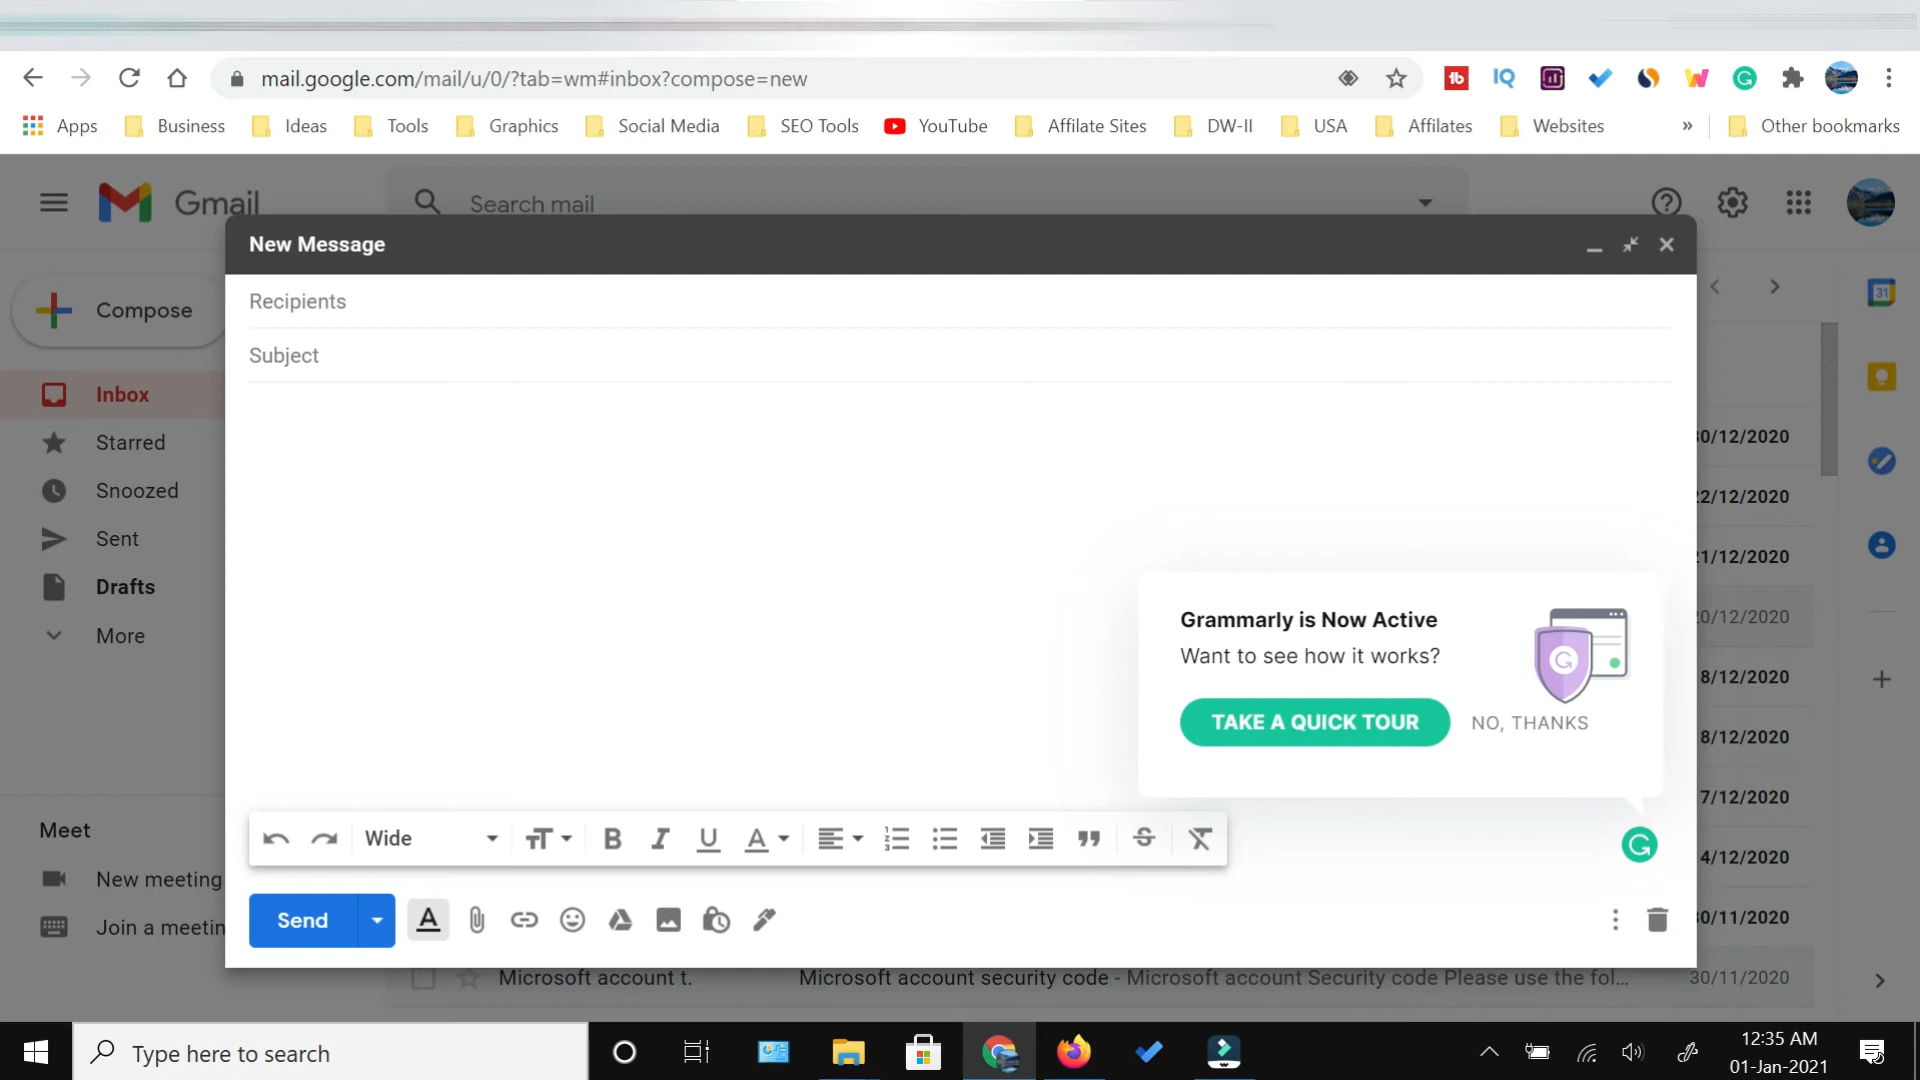 mail.google.com/mail/u/0/?tab=wm#inbox?compose=new
Apps Business Ideas Tools Graphics Social Media SEO Tools YouTube Affilate Sites DW-II USA Affilates Websites » Other bookmarks
Gmail
Search mail
New Message
Recipients
Subject
Compose
Inbox
Starred
Snoozed
Sent
Drafts
More
Meet
New meeting
Join a meetin
Grammarly is Now Active
Want to see how it works?
TAKE A QUICK TOUR NO, THANKS
Wide
Send
30/12/2020
22/12/2020
21/12/2020
20/12/2020
8/12/2020
8/12/2020
7/12/2020
4/12/2020
30/11/2020
Microsoft account t. Microsoft account security code - Microsoft account Security code Please use the fol... 30/11/2020
Type here to search
12:35 AM
01-Jan-2021